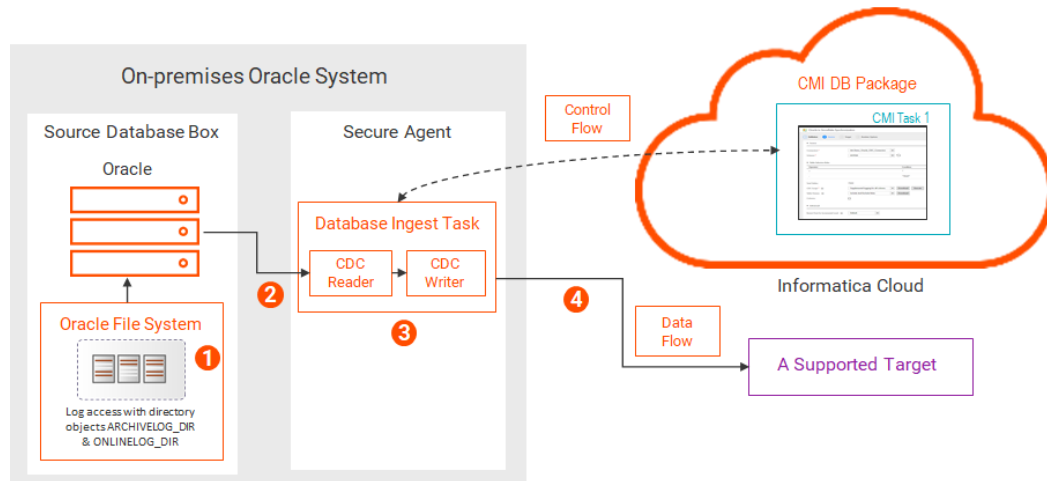 On-premises Oracle System
Source Database Box
Oracle
Oracle File System
1
Log access with directory
objects ARCHIVELOG_DIR
& ONLINELOG_DIR
2
Secure Agent
Database Ingest Task
CDC
Reader
CDC
Writer
3
4
Control
Flow
Data
Flow
CMI DB Package
CMI Task 1
Informatica Cloud
A Supported Target